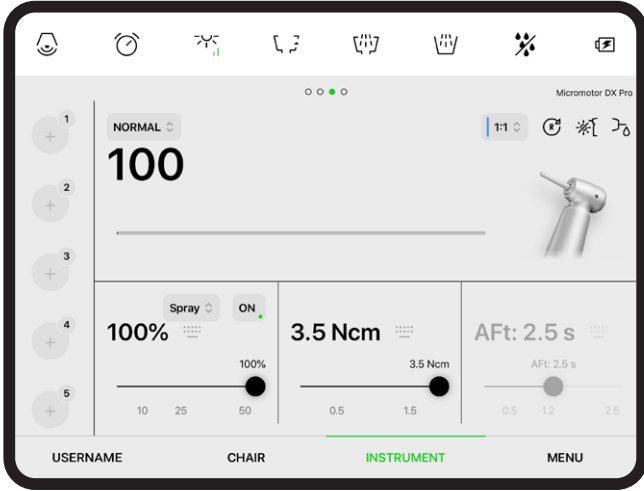 Micromotor DX Pro
1
NORMAL
1:1
R
100
2
3
4
5
Spray
ON
100%
100%
10 25 50
3.5 Ncm
3.5 Ncm
0.5 1.5
AFt: 2.5 s
AFt: 2.5 s
0.5 1.2 2.5
USERNAME CHAIR INSTRUMENT MENU